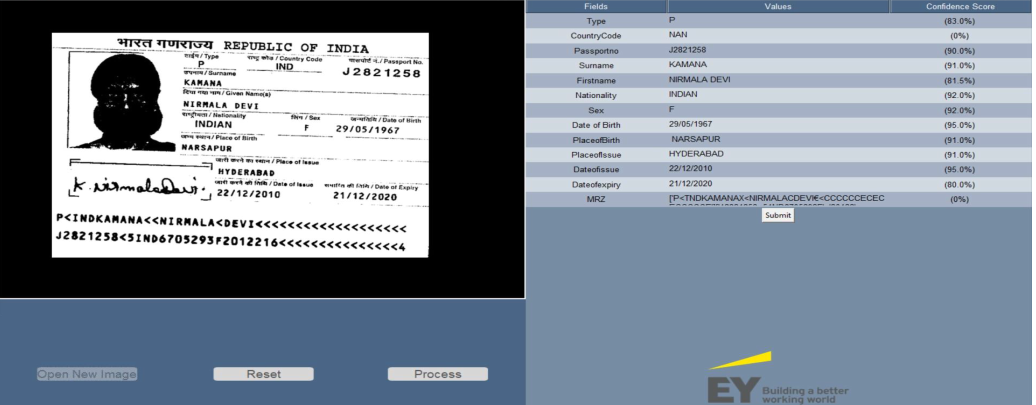 भारत गणराज्य REPUBLIC OF INDIA
टाईप / Type
राष्ट्र कोड / Country Code
पासपोर्ट नं. / Passport No.
P
IND
J2821258
उपनाम / Surname
KAMANA
दिया गया नाम / Given Name(s)
NIRMALA DEVI
राष्ट्रीयता / Nationality
लिंग / Sex
जन्मतिथि / Date of Birth
INDIAN
F
29/05/1967
जन्म स्थान / Place of Birth
NARSAPUR
जारी करने का स्थान / Place of Issue
HYDERABAD
जारी करने की तिथि / Date of Issue
समाप्ति की तिथि / Date of Expiry
22/12/2010
21/12/2020
K. NirmalaDevi.
P<INDKAMANA<<NIRMALA<DEVI<<<<<<<<<<<<<<<<<<<
J2821258<5IND6705293F2012216<<<<<<<<<<<<<<<4
Open New Image
Reset
Process
Fields Values Confidence Score
Type P (83.0%)
CountryCode NAN (0%)
Passportno J2821258 (90.0%)
Surname KAMANA (91.0%)
Firstname NIRMALA DEVI (81.5%)
Nationality INDIAN (92.0%)
Sex F (92.0%)
Date of Birth 29/05/1967 (95.0%)
PlaceofBirth NARSAPUR (91.0%)
PlaceofIssue HYDERABAD (91.0%)
Dateofissue 22/12/2010 (95.0%)
Dateofexpiry 21/12/2020 (80.0%)
MRZ ['P<TNDKAMANAX<NIRMALACDEVI€<CCCCCCECEC (0%)
Submit
EY
Building a better
working world